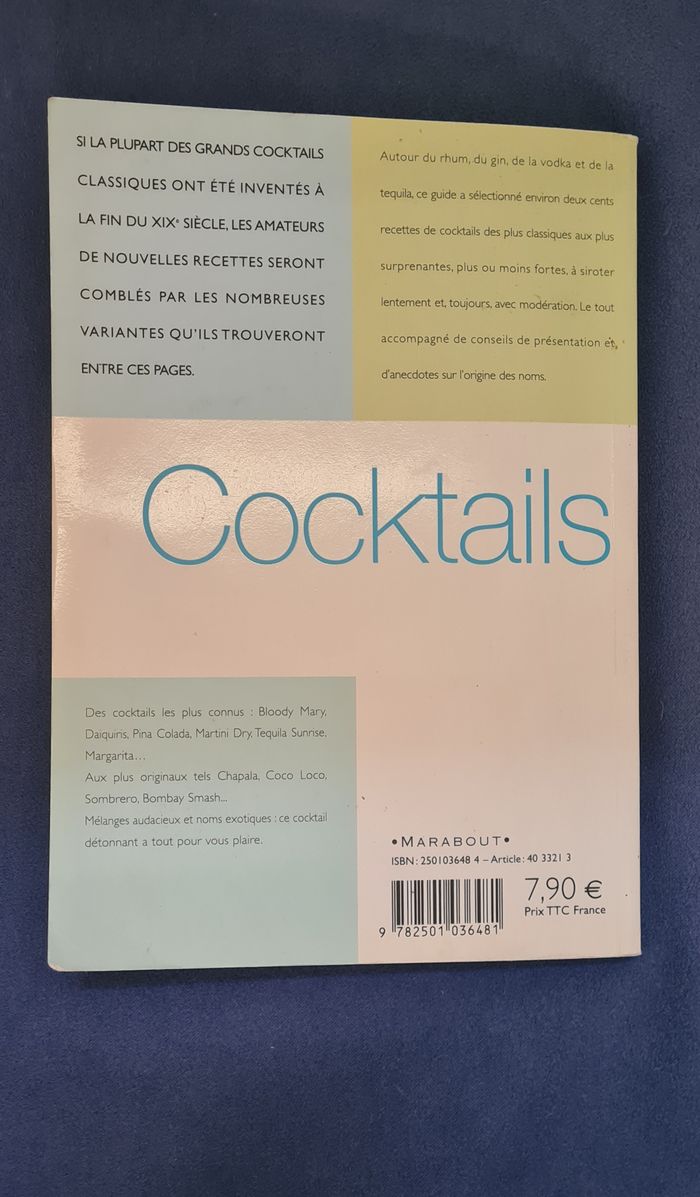 SI LA PLUPART DES GRANDS COCKTAILS
CLASSIQUES ONT ÉTÉ INVENTÉS À
LA FIN DU XIXe SIÈCLE, LES AMATEURS
DE NOUVELLES RECETTES SERONT
COMBLÉS PAR LES NOMBREUSES
VARIANTES QU'ILS TROUVERONT
ENTRE CES PAGES.
Autour du rhum, du gin, de la vodka et de la
tequila, ce guide a sélectionné environ deux cents
recettes de cocktails des plus classiques aux plus
surprenantes, plus ou moins fortes, à siroter
lentement et, toujours, avec modération. Le tout
accompagné de conseils de présentation et,
d'anecdotes sur l'origine des noms.
Cocktails
Des cocktails les plus connus : Bloody Mary,
Daiquiris, Pina Colada, Martini Dry, Tequila Sunrise,
Margarita...
Aux plus originaux tels Chapala, Coco Loco,
Sombrero, Bombay Smash...
Mélanges audacieux et noms exotiques : ce cocktail
détonnant a tout pour vous plaire.
•MARABOUT•
ISBN : 250103648 4 – Article : 40 3321 3
7,90 €
Prix TTC France
9 782501 036481